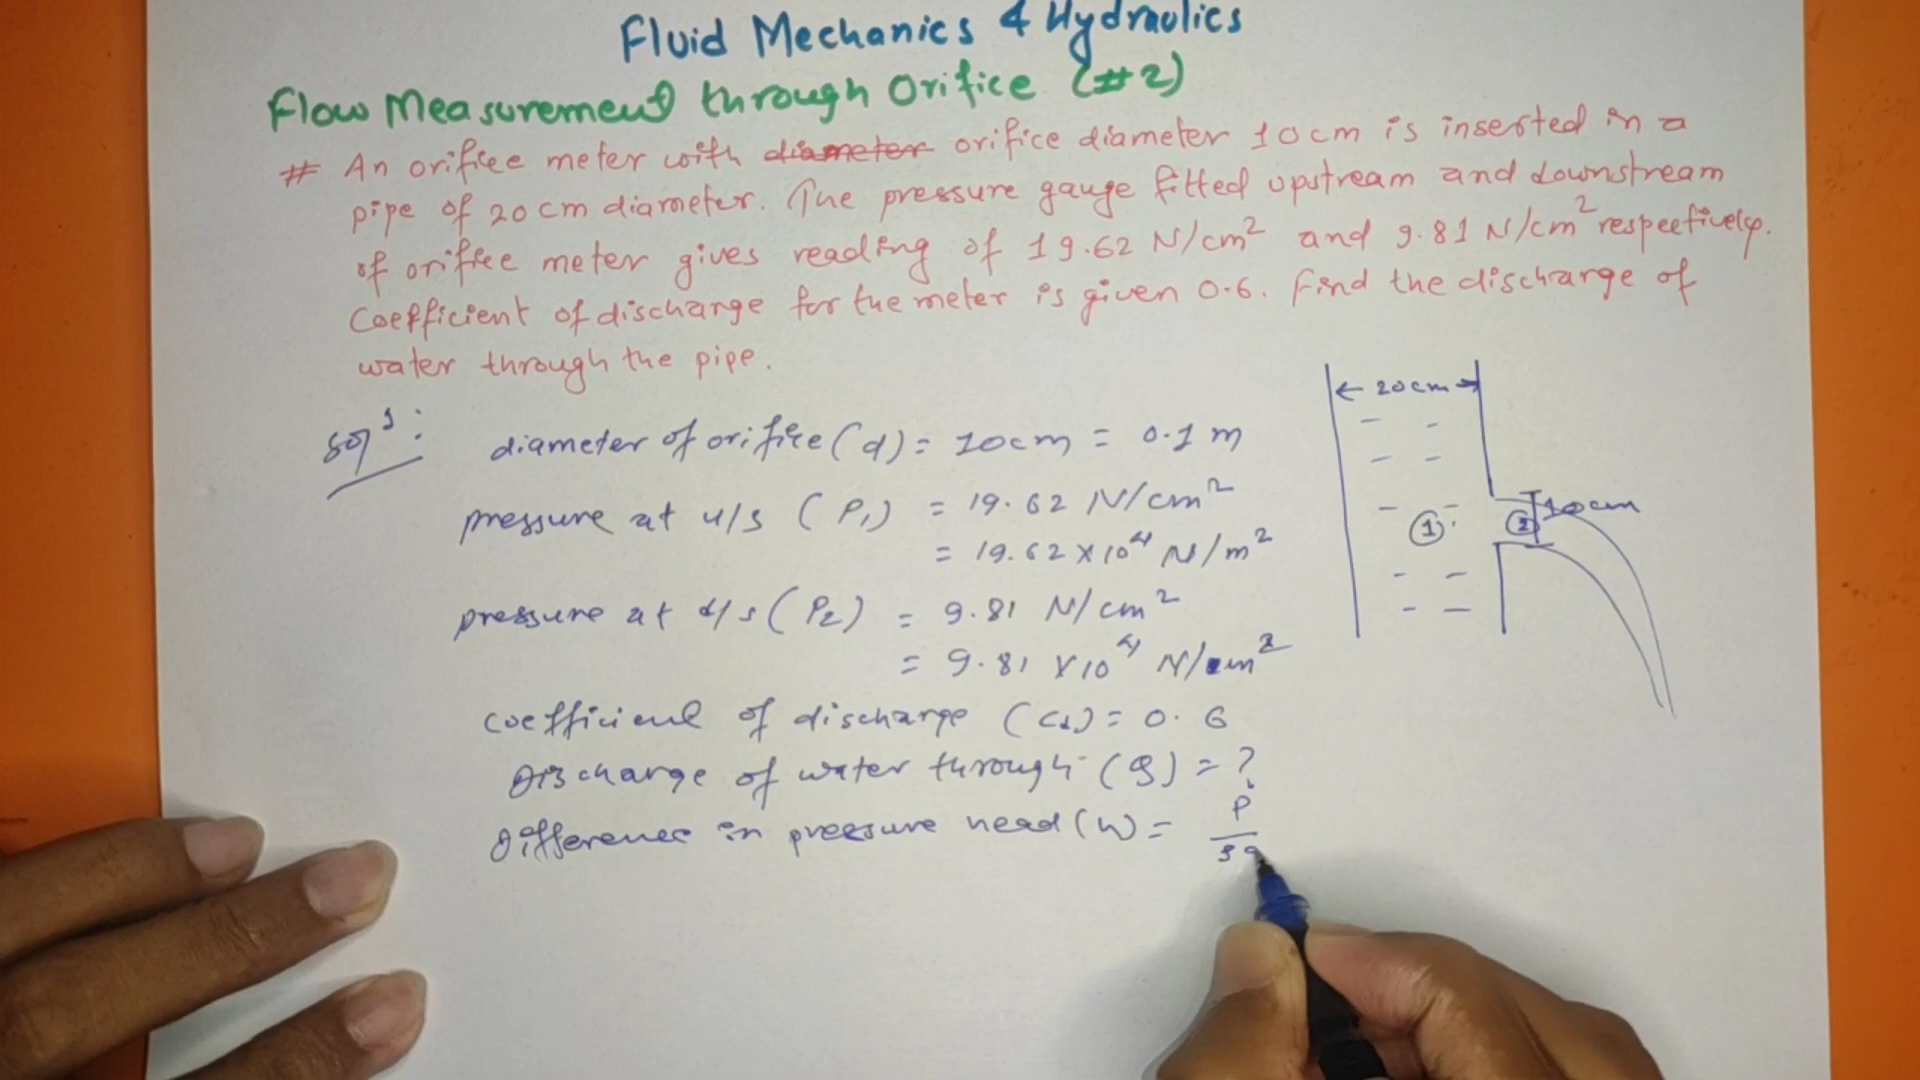 Fluid Mechanics & Hydraulics
Flow Measurement through Orifice (#2)
# An orifice meter with diameter orifice diameter 10cm is inserted in a
pipe of 20cm diameter. The pressure gauge fitted upstream and downstream
of orifice meter gives reading of 19.62 N/cm² and 9.81 N/cm² respectively.
Coefficient of discharge for the meter is given 0.6. Find the discharge of
water through the pipe.
← 20cm →
Solⁿ: diameter of orifice (d) = 10cm = 0.1 m
pressure at u/s (P₁) = 19.62 N/cm²
10cm
① ②
= 19.62 × 10⁴ N/m²
pressure at d/s (P₂) = 9.81 N/cm²
= 9.81 × 10⁴ N/m²
coefficient of discharge (Cd) = 0.6
Discharge of water through (Q) = ?
Difference in pressure head (h) = P
ρg